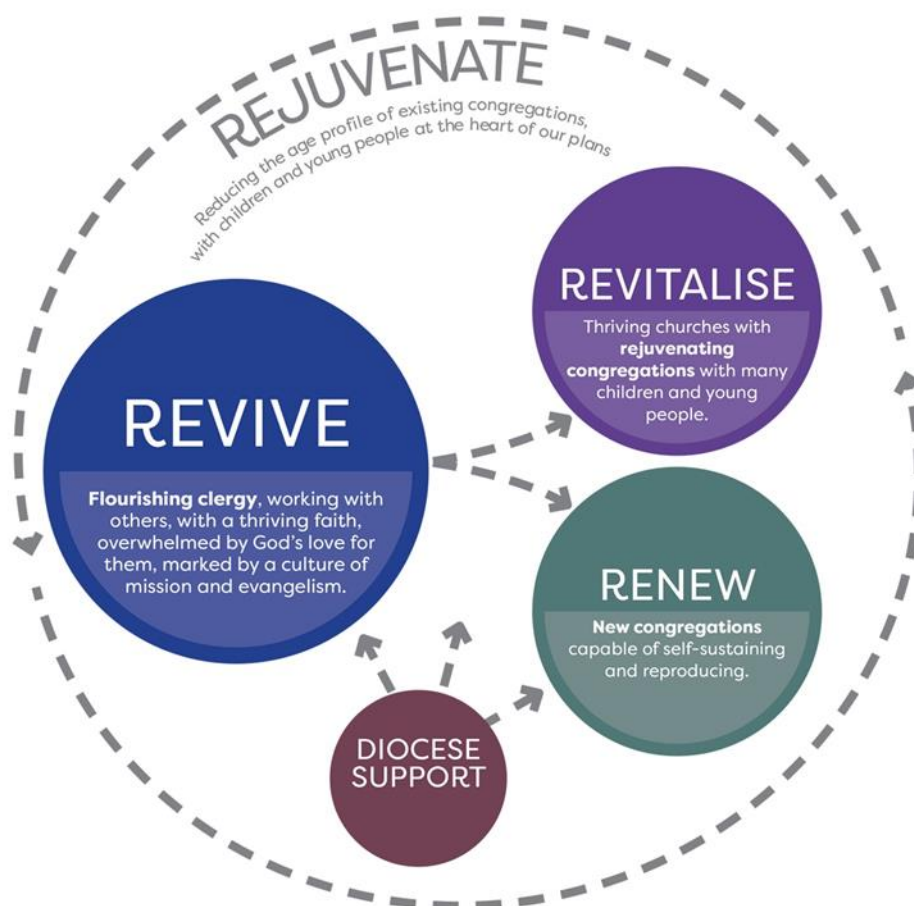 REJUVENATE
Reducing the age profile of existing congregations,
with children and young people at the heart of our plans
REVITALISE
Thriving churches with
rejuvenating
congregations with many
children and young
people.
REVIVE
Flourishing clergy, working with
others, with a thriving faith,
overwhelmed by God's love for
them, marked by a culture of
mission and evangelism.
RENEW
New congregations
capable of self-sustaining
and reproducing.
DIOCESE
SUPPORT